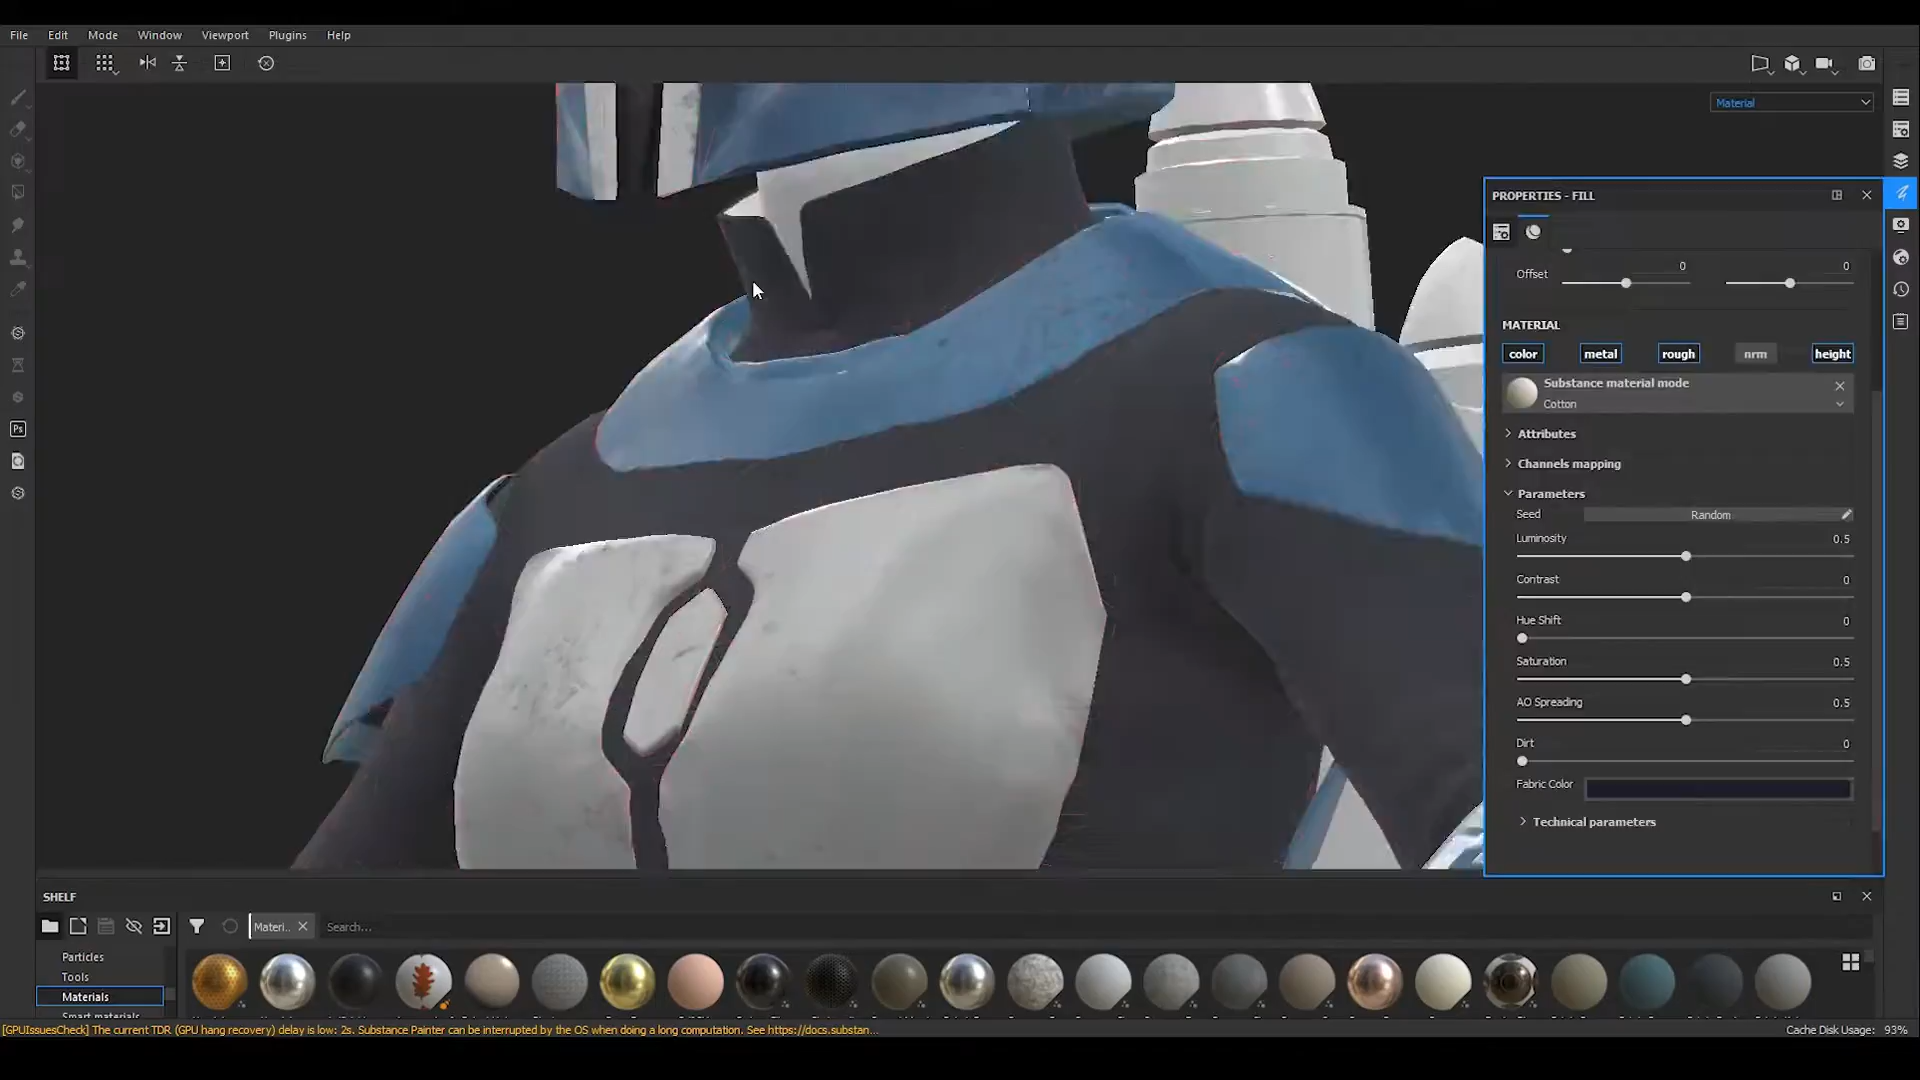 File Edit Mode Window Viewport Plugins Help
Material
PROPERTIES - FILL
Offset 0 0
MATERIAL
color metal rough nrm height
Substance material mode
Cotton
Attributes
Channels mapping
Parameters
Seed Random
Luminosity 0.5
Contrast 0
Hue Shift 0
Saturation 0.5
AO Spreading 0.5
Dirt 0
Fabric Color
Technical parameters
SHELF
Materi.. Search...
Particles
Tools
Materials
Smart materials
Ps
[GPUIssuesCheck] The current TDR (GPU hang recovery) delay is low: 2s. Substance Painter can be interrupted by the OS when doing a long computation. See https://docs.substan...
Cache Disk Usage: 93%